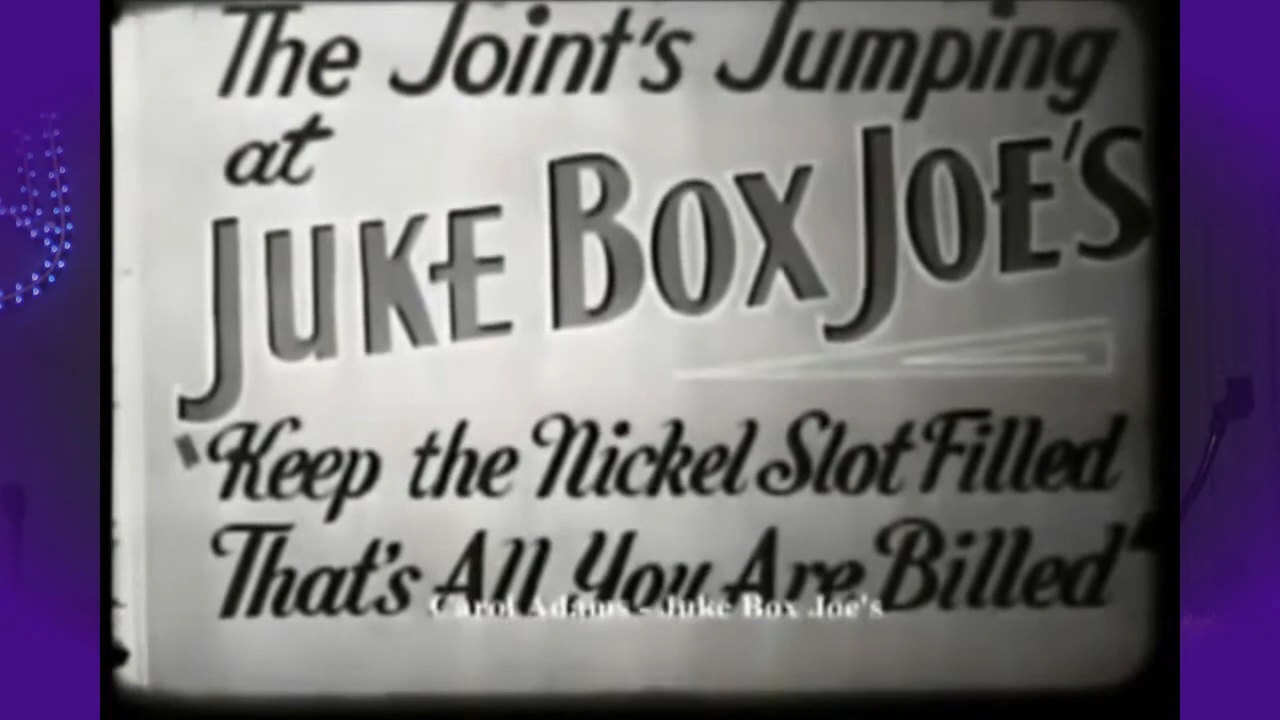 The Joint's Jumping
at
JUKE BOX JOE'S
"Keep the Nickel Slot Filled
That's All You Are Billed"
Carol Adams - Juke Box Joe's